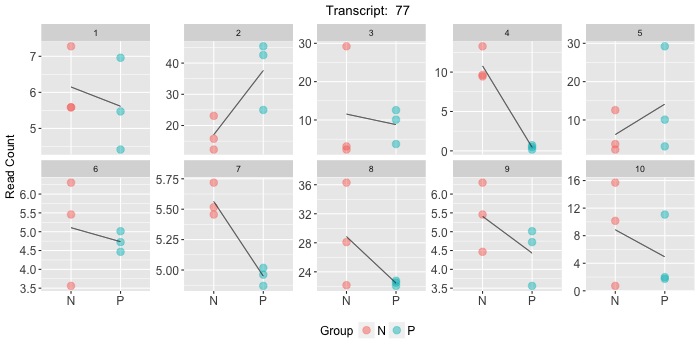 Transcript: 77
1 2 3 4 5
7 6 5
40 30 20
30 20 10
10 5 0
30 20 10
Read Count
6 7 8 9 10
6.0 5.5 5.0 4.5 4.0 3.5
5.75 5.50 5.25 5.00
36 32 28 24
6.0 5.5 5.0 4.5 4.0 3.5
16 12 8 4 0
N P N P N P N P N P
Group N P